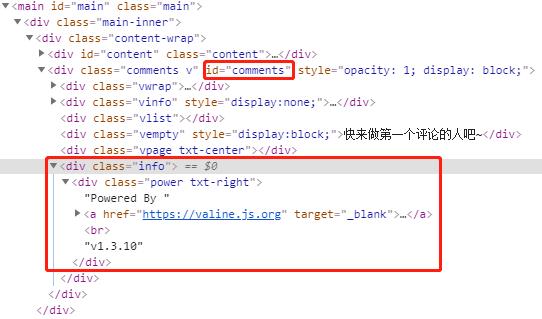 <main id="main" class="main">
<div class="main-inner">
<div class="content-wrap">
<div id="content" class="content">…</div>
<div class="comments v" id="comments" style="opacity: 1; display: block;">
<div class="vwrap">…</div>
<div class="vinfo" style="display:none;">…</div>
<div class="vlist"></div>
<div class="vempty" style="display:block;">快来做第一个评论的人吧~</div>
<div class="vpage txt-center"></div>
<div class="info"> == $0
<div class="power txt-right">
"Powered By "
<a href="https://valine.js.org" target="_blank">…</a>
<br>
"v1.3.10"
</div>
</div>
</div>
</div>